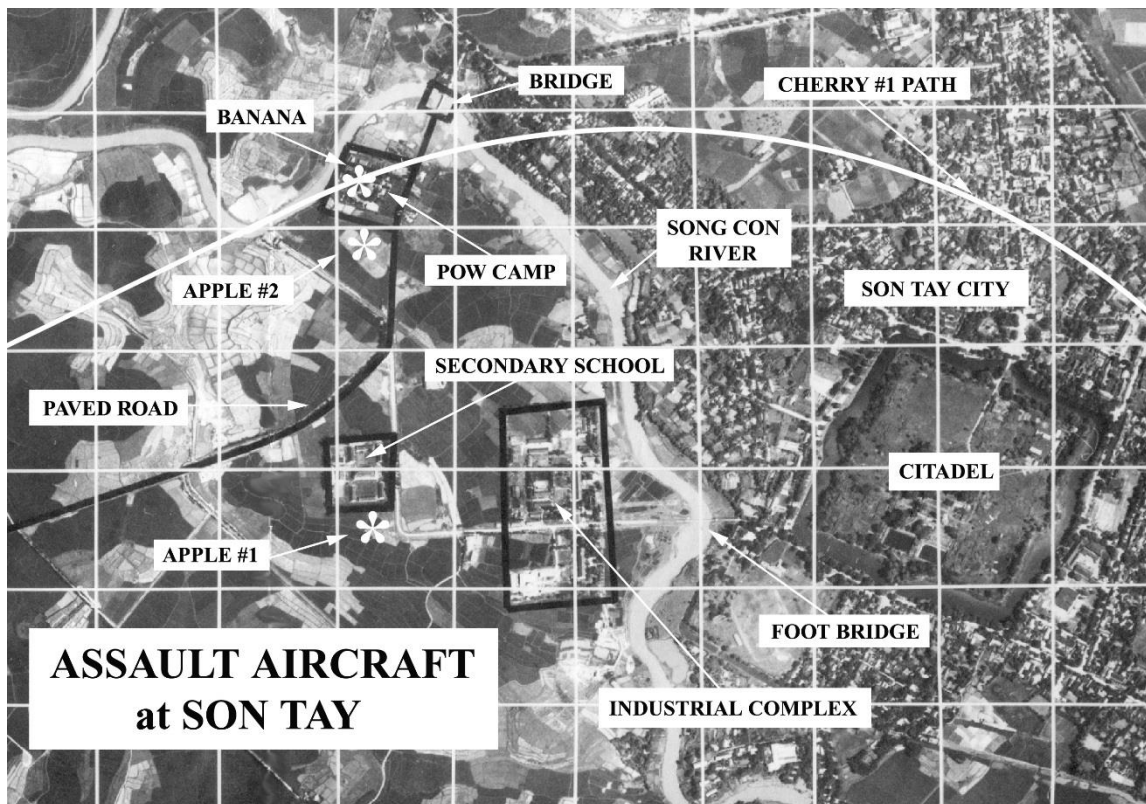 BRIDGE
CHERRY #1 PATH
BANANA
SONG CON
RIVER
POW CAMP
APPLE #2
SON TAY CITY
SECONDARY SCHOOL
PAVED ROAD
CITADEL
APPLE #1
FOOT BRIDGE
ASSAULT AIRCRAFT
at SON TAY
INDUSTRIAL COMPLEX